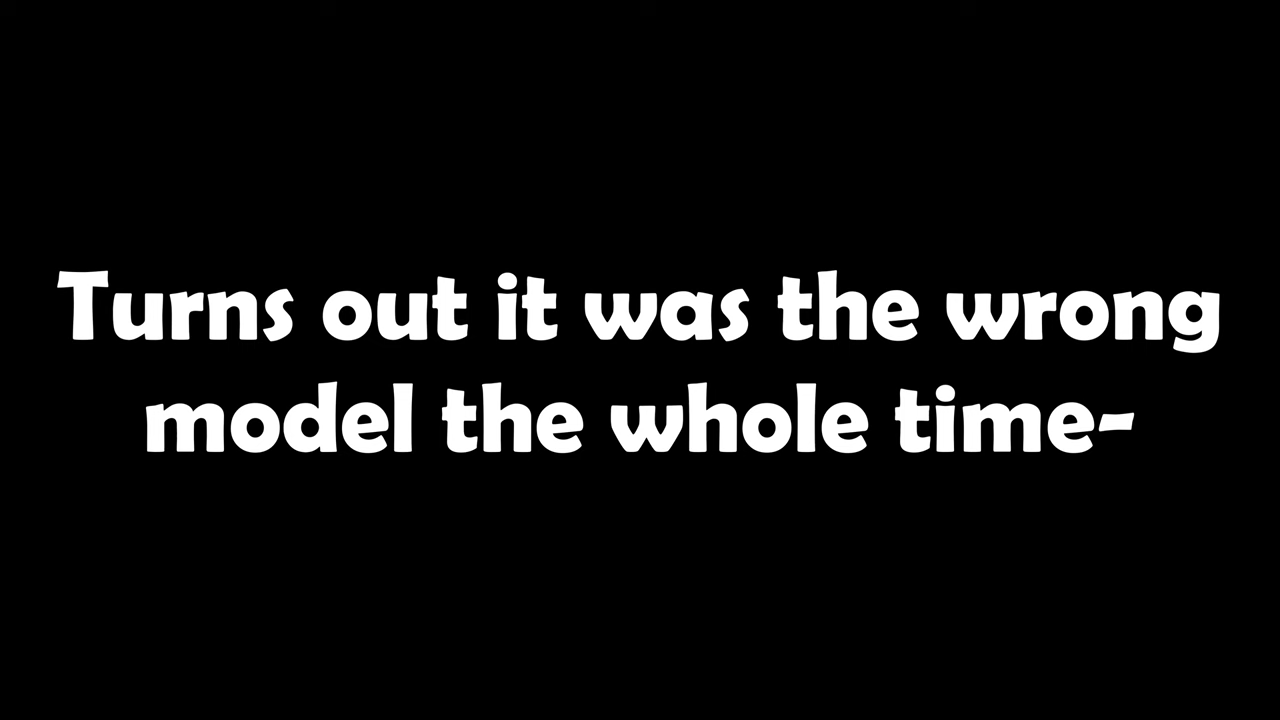 Turns out it was the wrong
model the whole time-